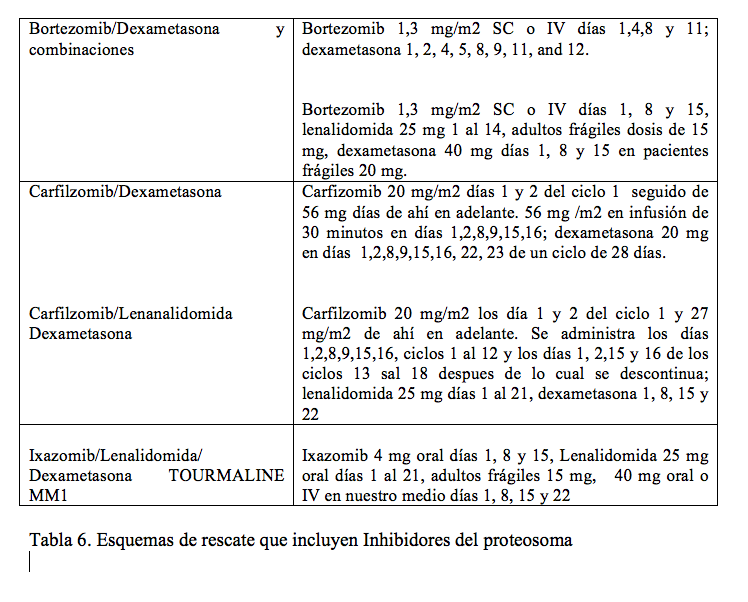 Bortezomib/Dexametasona y
combinaciones
Bortezomib 1,3 mg/m2 SC o IV días 1,4,8 y 11;
dexametasona 1, 2, 4, 5, 8, 9, 11, and 12.
Bortezomib 1,3 mg/m2 SC o IV días 1, 8 y 15,
lenalidomida 25 mg 1 al 14, adultos frágiles dosis de 15
mg, dexametasona 40 mg días 1, 8 y 15 en pacientes
frágiles 20 mg.
Carfilzomib/Dexametasona
Carfizomib 20 mg/m2 días 1 y 2 del ciclo 1 seguido de
56 mg días de ahí en adelante. 56 mg /m2 en infusión de
30 minutos en días 1,2,8,9,15,16; dexametasona 20 mg
en días 1,2,8,9,15,16, 22, 23 de un ciclo de 28 días.
Carfilzomib/Lenanalidomida
Dexametasona
Carfilzomib 20 mg/m2 los día 1 y 2 del ciclo 1 y 27
mg/m2 de ahí en adelante. Se administra los días
1,2,8,9,15,16, ciclos 1 al 12 y los días 1, 2,15 y 16 de los
ciclos 13 sal 18 despues de lo cual se descontinua;
lenalidomida 25 mg días 1 al 21, dexametasona 1, 8, 15 y
22
Ixazomib/Lenalidomida/
Dexametasona TOURMALINE
MM1
Ixazomib 4 mg oral días 1, 8 y 15, Lenalidomida 25 mg
oral días 1 al 21, adultos frágiles 15 mg, 40 mg oral o
IV en nuestro medio días 1, 8, 15 y 22
Tabla 6. Esquemas de rescate que incluyen Inhibidores del proteosoma